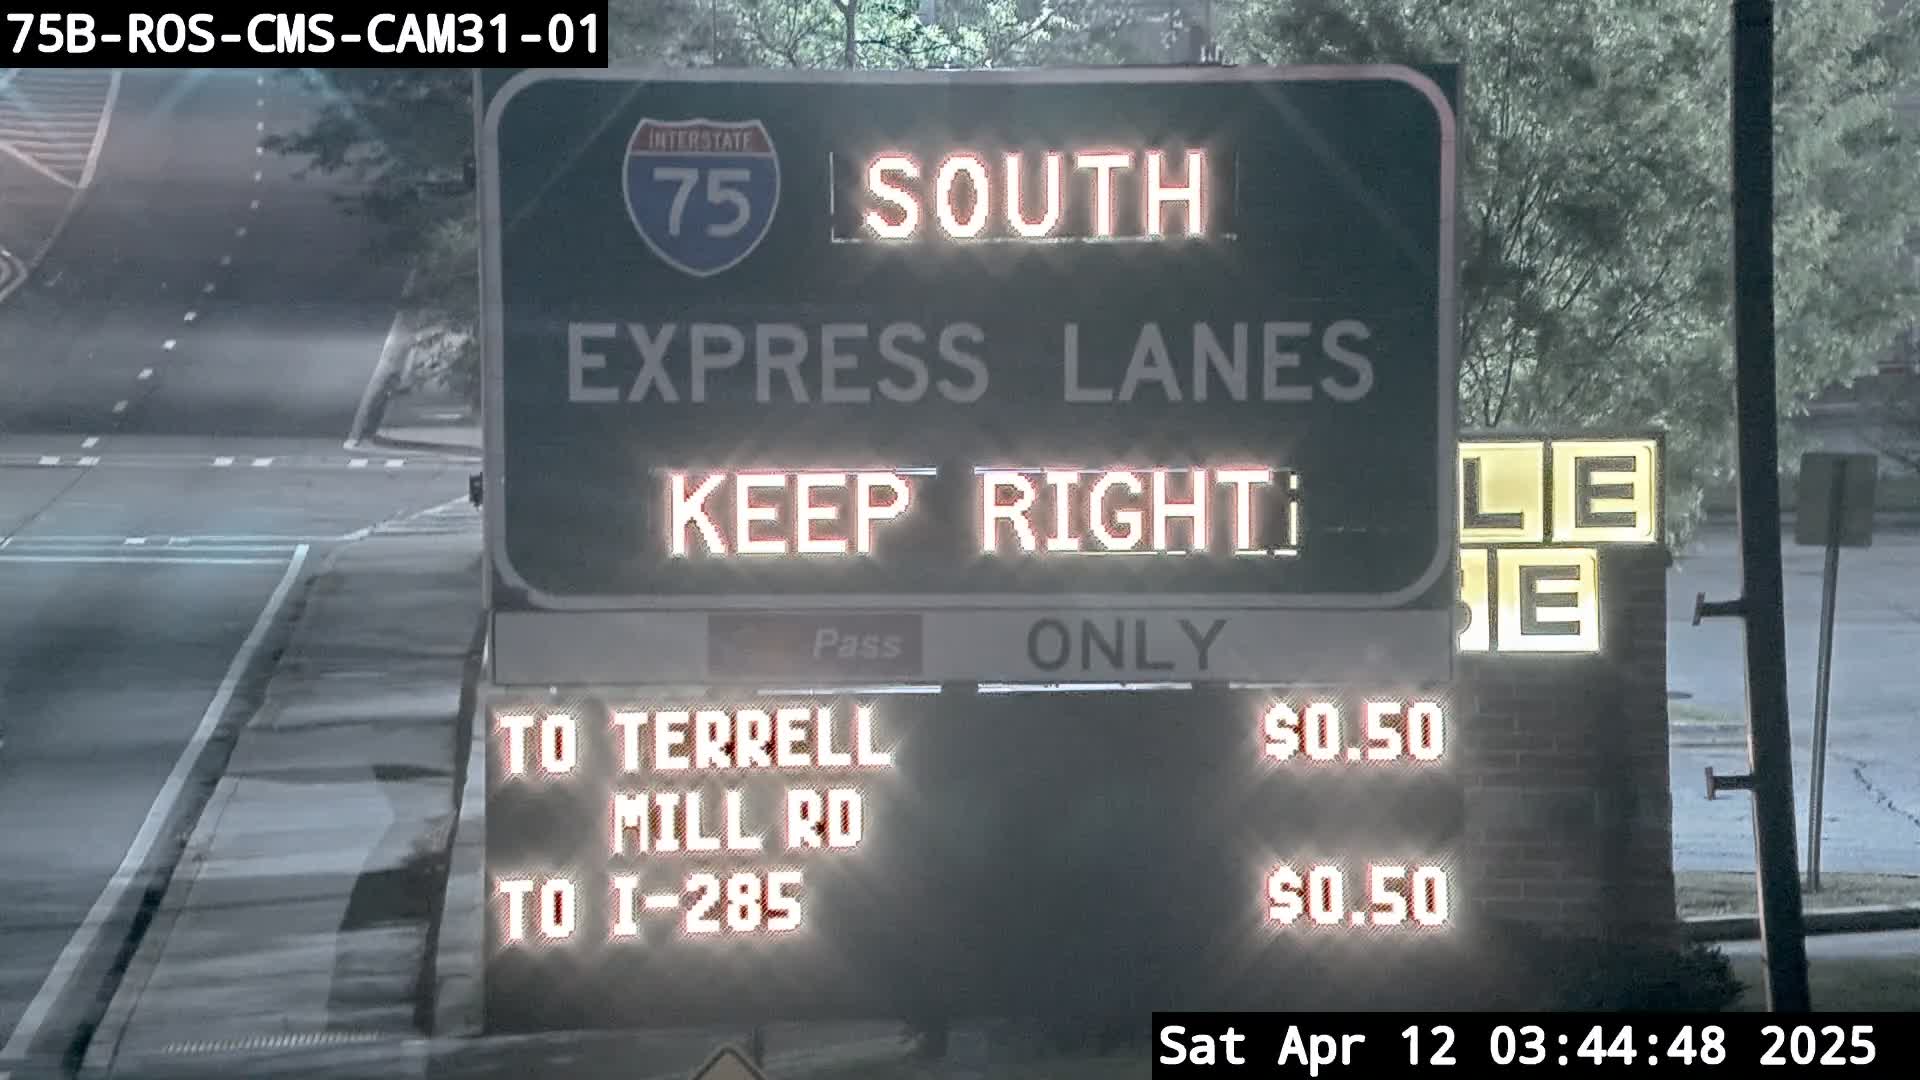 75B-ROS-CMS-CAM31-01
INTERSTATE
75
SOUTH
EXPRESS LANES
KEEP RIGHT
LE
E
Pass ONLY
TO TERRELL $0.50
MILL RD
TO I-285 $0.50
Sat Apr 12 03:44:48 2025